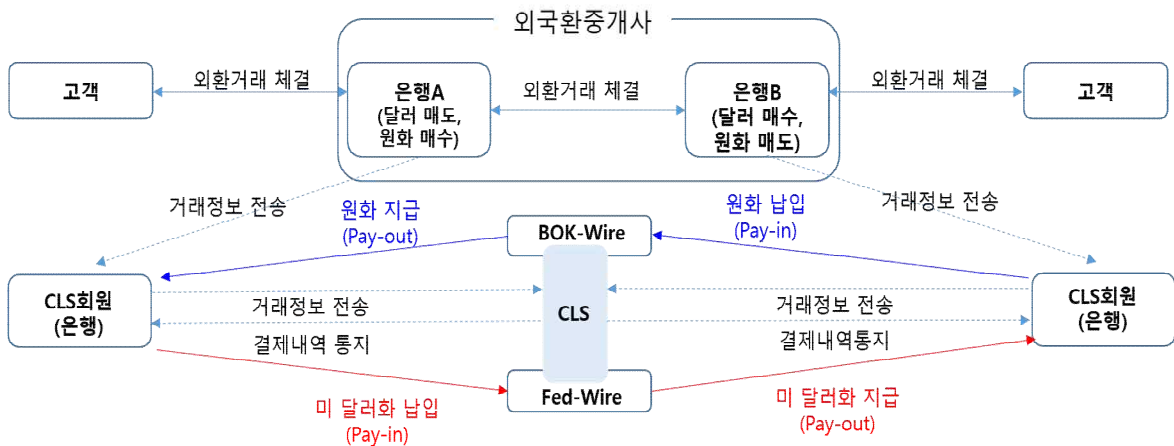 외국환중개사
고객
외환거래 체결
은행A
(달러 매도,
원화 매수)
외환거래 체결
은행B
(달러 매수,
원화 매도)
외환거래 체결
고객
거래정보 전송
원화 지급
(Pay-out)
BOK-Wire
원화 납입
(Pay-in)
거래정보 전송
CLS회원
(은행)
거래정보 전송
결제내역 통지
CLS
거래정보 전송
결제내역통지
CLS회원
(은행)
미 달러화 납입
(Pay-in)
Fed-Wire
미 달러화 지급
(Pay-out)